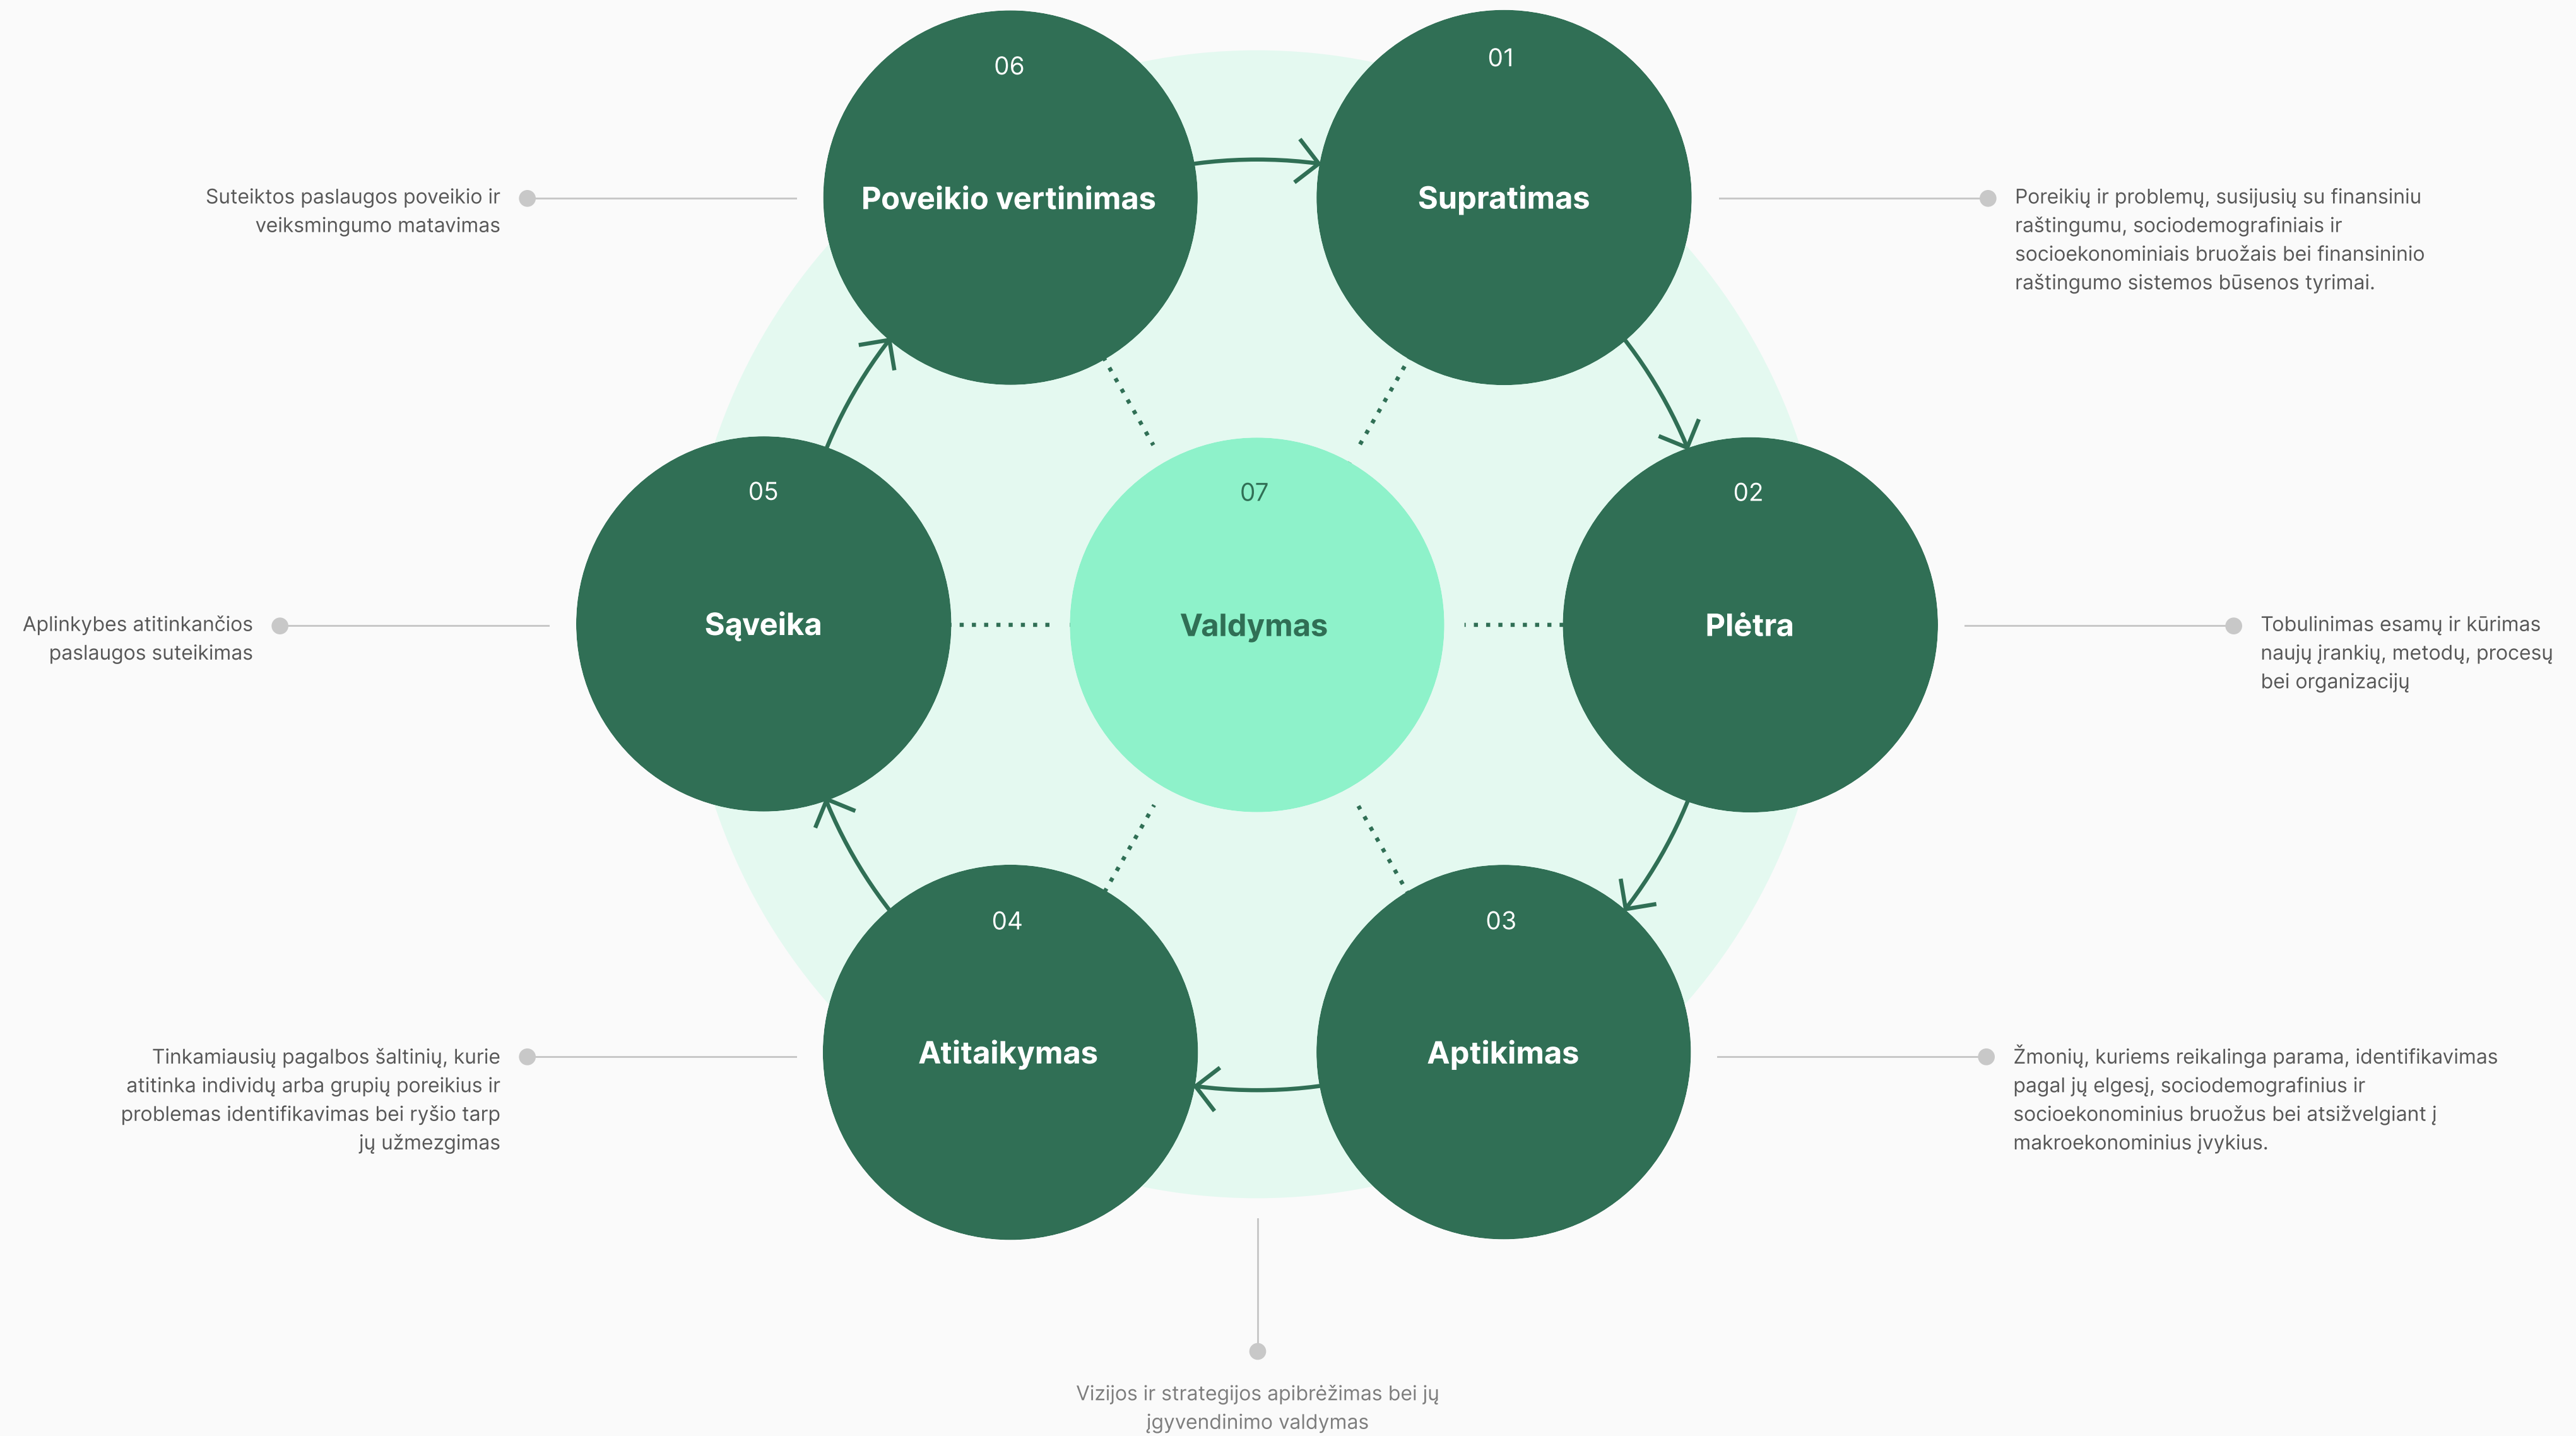 01
Supratimas
Poreikių ir problemų, susijusių su finansiniu
raštingumu, sociodemografiniais ir
socioekonominiais bruožais bei finansininio
raštingumo sistemos būsenos tyrimai.
02
Plėtra
Tobulinimas esamų ir kūrimas
naujų įrankių, metodų, procesų
bei organizacijų
03
Aptikimas
Žmonių, kuriems reikalinga parama, identifikavimas
pagal jų elgesį, sociodemografinius ir
socioekonominius bruožus bei atsižvelgiant į
makroekonominius įvykius.
04
Atitaikymas
Tinkamiausių pagalbos šaltinių, kurie
atitinka individų arba grupių poreikius ir
problemas identifikavimas bei ryšio tarp
jų užmezgimas
05
Sąveika
Aplinkybes atitinkančios
paslaugos suteikimas
06
Poveikio vertinimas
Suteiktos paslaugos poveikio ir
veiksmingumo matavimas
07
Valdymas
Vizijos ir strategijos apibrėžimas bei jų
įgyvendinimo valdymas